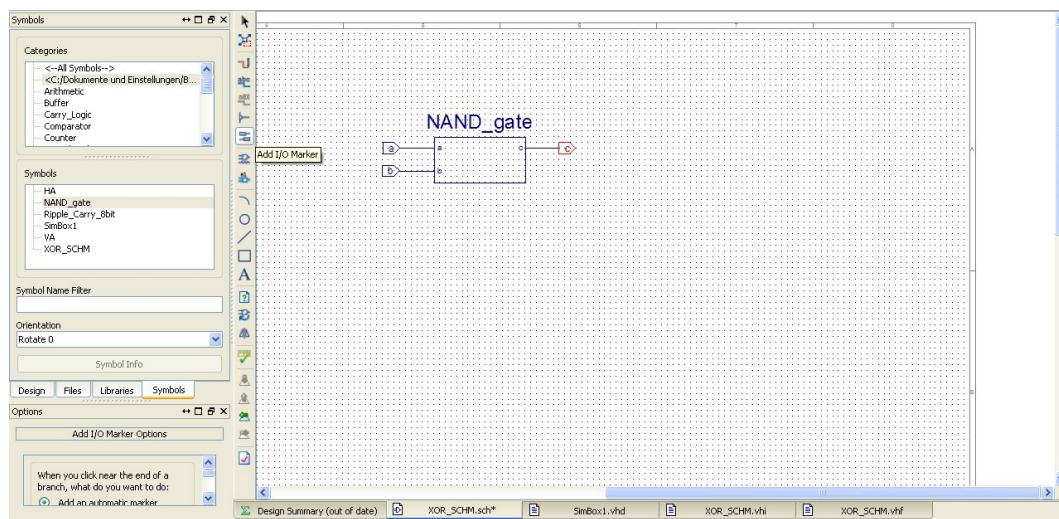 Symbols
Categories
<--All Symbols-->
<C:/Dokumente und Einstellungen/B...
Arithmetic
Buffer
Carry_Logic
Comparator
Counter
Symbols
HA
NAND_gate
Ripple_Carry_8bit
SimBox1
VA
XOR_SCHM
Symbol Name Filter
Orientation
Rotate 0
Symbol Info
Design Files Libraries Symbols
Options
Add I/O Marker Options
When you click near the end of a
branch, what do you want to do:
Add an automatic marker
Add I/O Marker
NAND_gate
a a c c
b b
A
B
Design Summary (out of date) XOR_SCHM.sch* SimBox1.vhd XOR_SCHM.vhi XOR_SCHM.vhf